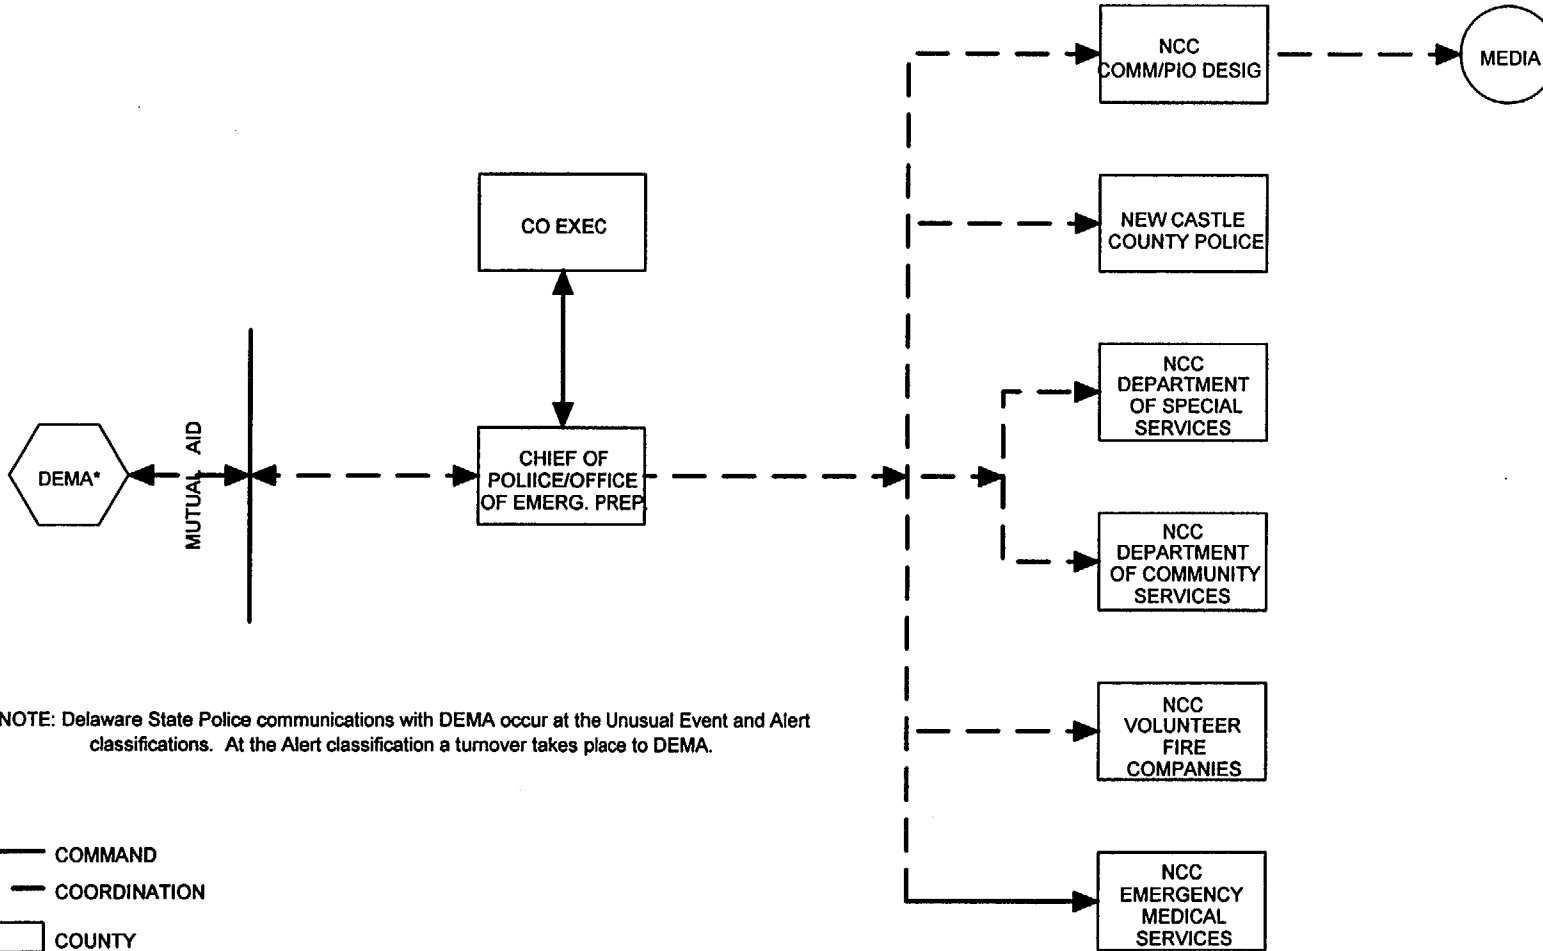 NCC
COMM/PIO DESIG
MEDIA
CO EXEC
NEW CASTLE
COUNTY POLICE
NCC
DEPARTMENT
OF SPECIAL
SERVICES
DEMA*
MUTUAL AID
CHIEF OF
POLIICE/OFFICE
OF EMERG. PREP.
NCC
DEPARTMENT
OF COMMUNITY
SERVICES
NOTE: Delaware State Police communications with DEMA occur at the Unusual Event and Alert
classifications. At the Alert classification a turnover takes place to DEMA.
NCC
VOLUNTEER
FIRE
COMPANIES
COMMAND
COORDINATION
COUNTY
NCC
EMERGENCY
MEDICAL
SERVICES